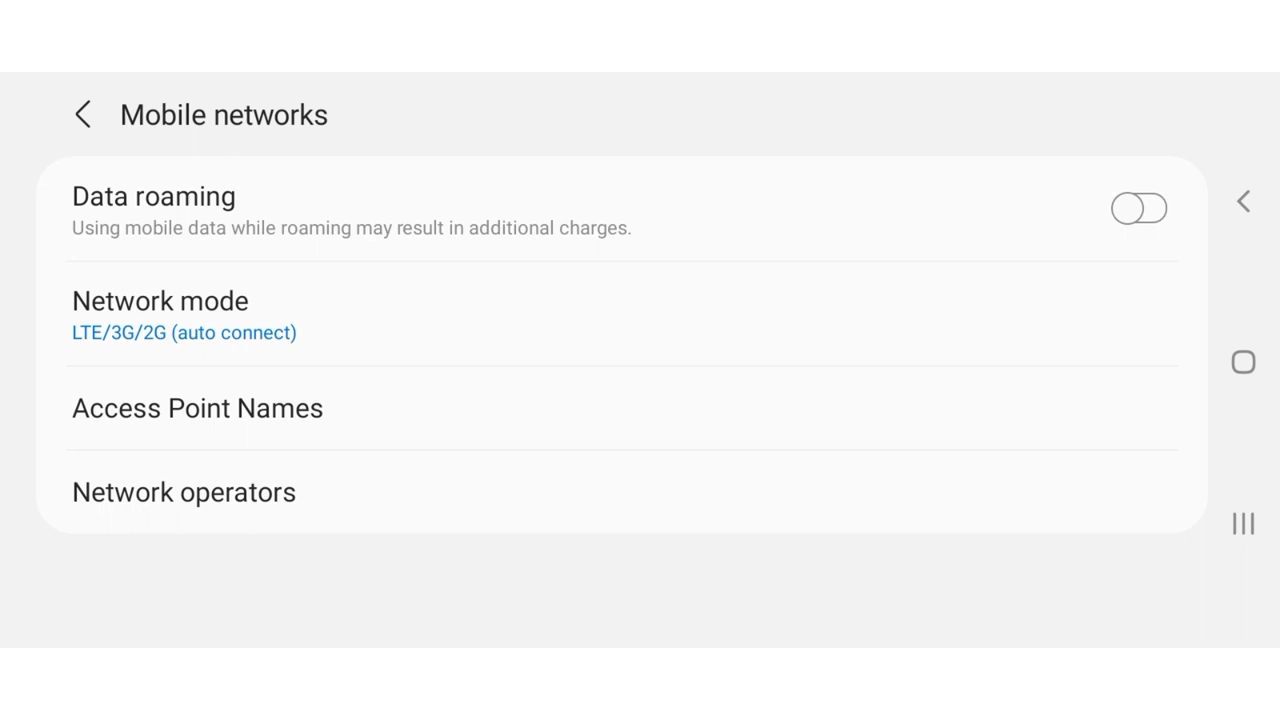 Mobile networks
Data roaming
Using mobile data while roaming may result in additional charges.
Network mode
LTE/3G/2G (auto connect)
Access Point Names
Network operators